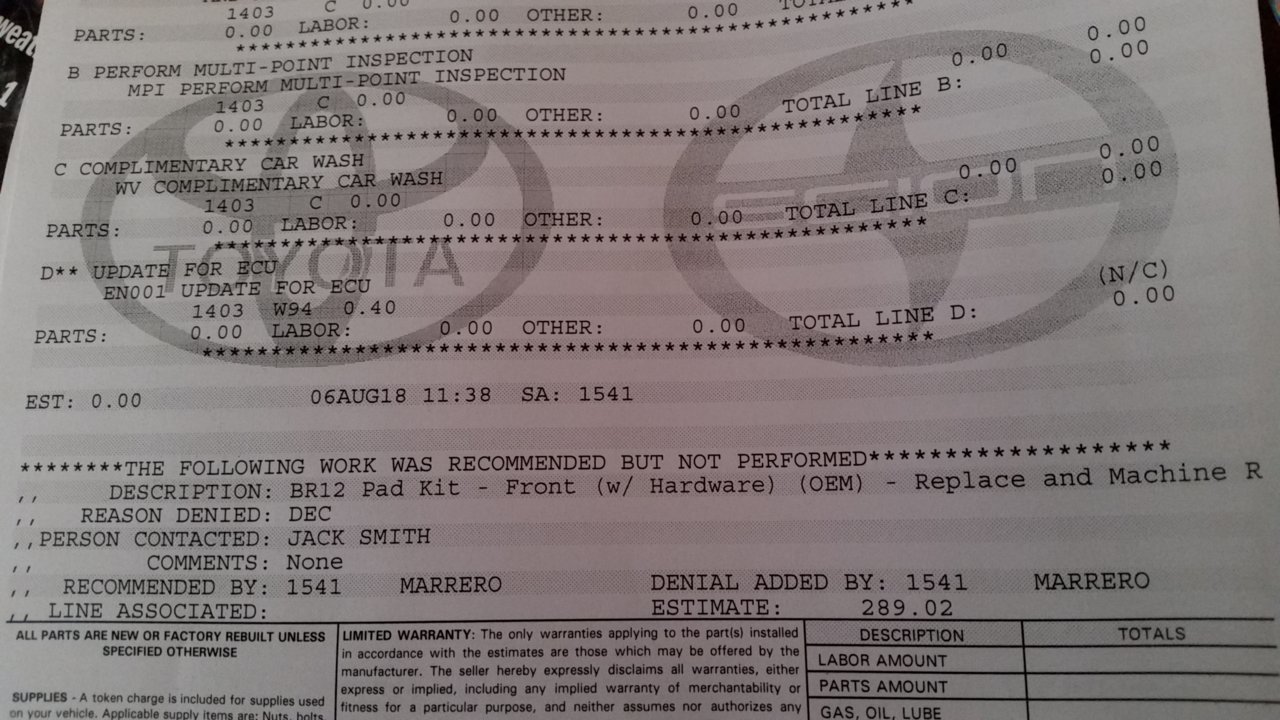 1403 C 0.00
PARTS: 0.00 LABOR: 0.00 OTHER: 0.00
****************************************************
B PERFORM MULTI-POINT INSPECTION
MPI PERFORM MULTI-POINT INSPECTION
1403 C 0.00 0.00 0.00
PARTS: 0.00 LABOR: 0.00 OTHER: 0.00 TOTAL LINE B: 0.00
****************************************************
C COMPLIMENTARY CAR WASH
WV COMPLIMENTARY CAR WASH
1403 C 0.00 0.00 0.00
PARTS: 0.00 LABOR: 0.00 OTHER: 0.00 TOTAL LINE C: 0.00
****************************************************
TOYOTA
SCION
D** UPDATE FOR ECU
EN001 UPDATE FOR ECU
1403 W94 0.40 (N/C)
PARTS: 0.00 LABOR: 0.00 OTHER: 0.00 TOTAL LINE D: 0.00
****************************************************
EST: 0.00 06AUG18 11:38 SA: 1541
********THE FOLLOWING WORK WAS RECOMMENDED BUT NOT PERFORMED********************
,, DESCRIPTION: BR12 Pad Kit - Front (w/ Hardware) (OEM) - Replace and Machine R
,, REASON DENIED: DEC
,,PERSON CONTACTED: JACK SMITH
,, COMMENTS: None
,, RECOMMENDED BY: 1541 MARRERO DENIAL ADDED BY: 1541 MARRERO
,, LINE ASSOCIATED: ESTIMATE: 289.02
ALL PARTS ARE NEW OR FACTORY REBUILT UNLESS
SPECIFIED OTHERWISE
SUPPLIES - A token charge is included for supplies used
on your vehicle. Applicable supply items are: Nuts, bolts
LIMITED WARRANTY: The only warranties applying to the part(s) installed
in accordance with the estimates are those which may be offered by the
manufacturer. The seller hereby expressly disclaims all warranties, either
express or implied, including any implied warranty of merchantability or
fitness for a particular purpose, and neither assumes nor authorizes any
DESCRIPTION TOTALS
LABOR AMOUNT
PARTS AMOUNT
GAS, OIL, LUBE